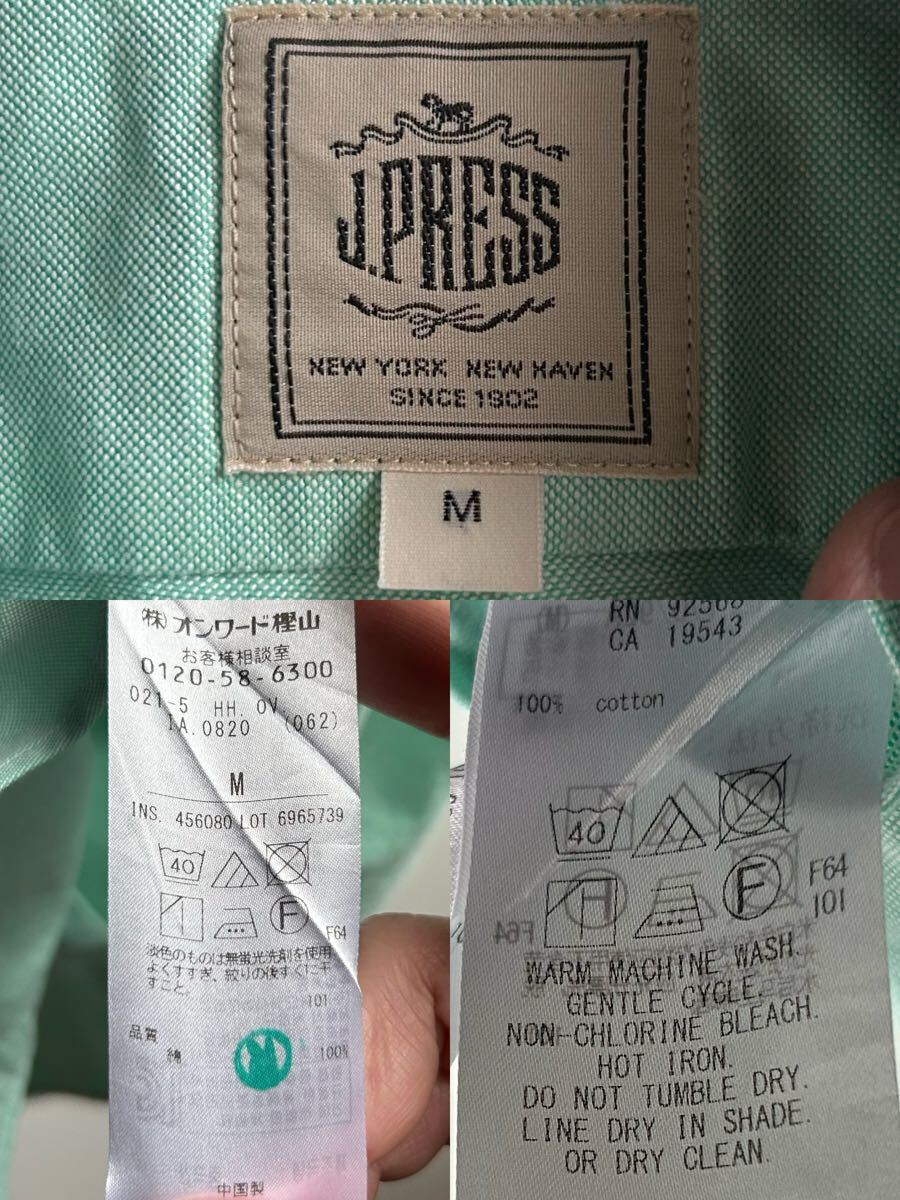 J.PRESS
NEW YORK NEW HAVEN
SINCE 1902
M
(株)オンワード樫山
お客様相談室
0120-58-6300
021-5 HH. OV.
IA.0820 (062)
M
INS. 456080 LOT 6965739
40
F
F64
淡色のものは無蛍光洗剤を使用
よくすすぎ、絞りの後すぐに干
すこと。
101
品質
綿 100%
中国製
RN 92568
CA 19543
100% cotton
40
F
F64
101
WARM MACHINE WASH.
GENTLE CYCLE.
NON-CHLORINE BLEACH.
HOT IRON.
DO NOT TUMBLE DRY.
LINE DRY IN SHADE.
OR DRY CLEAN.